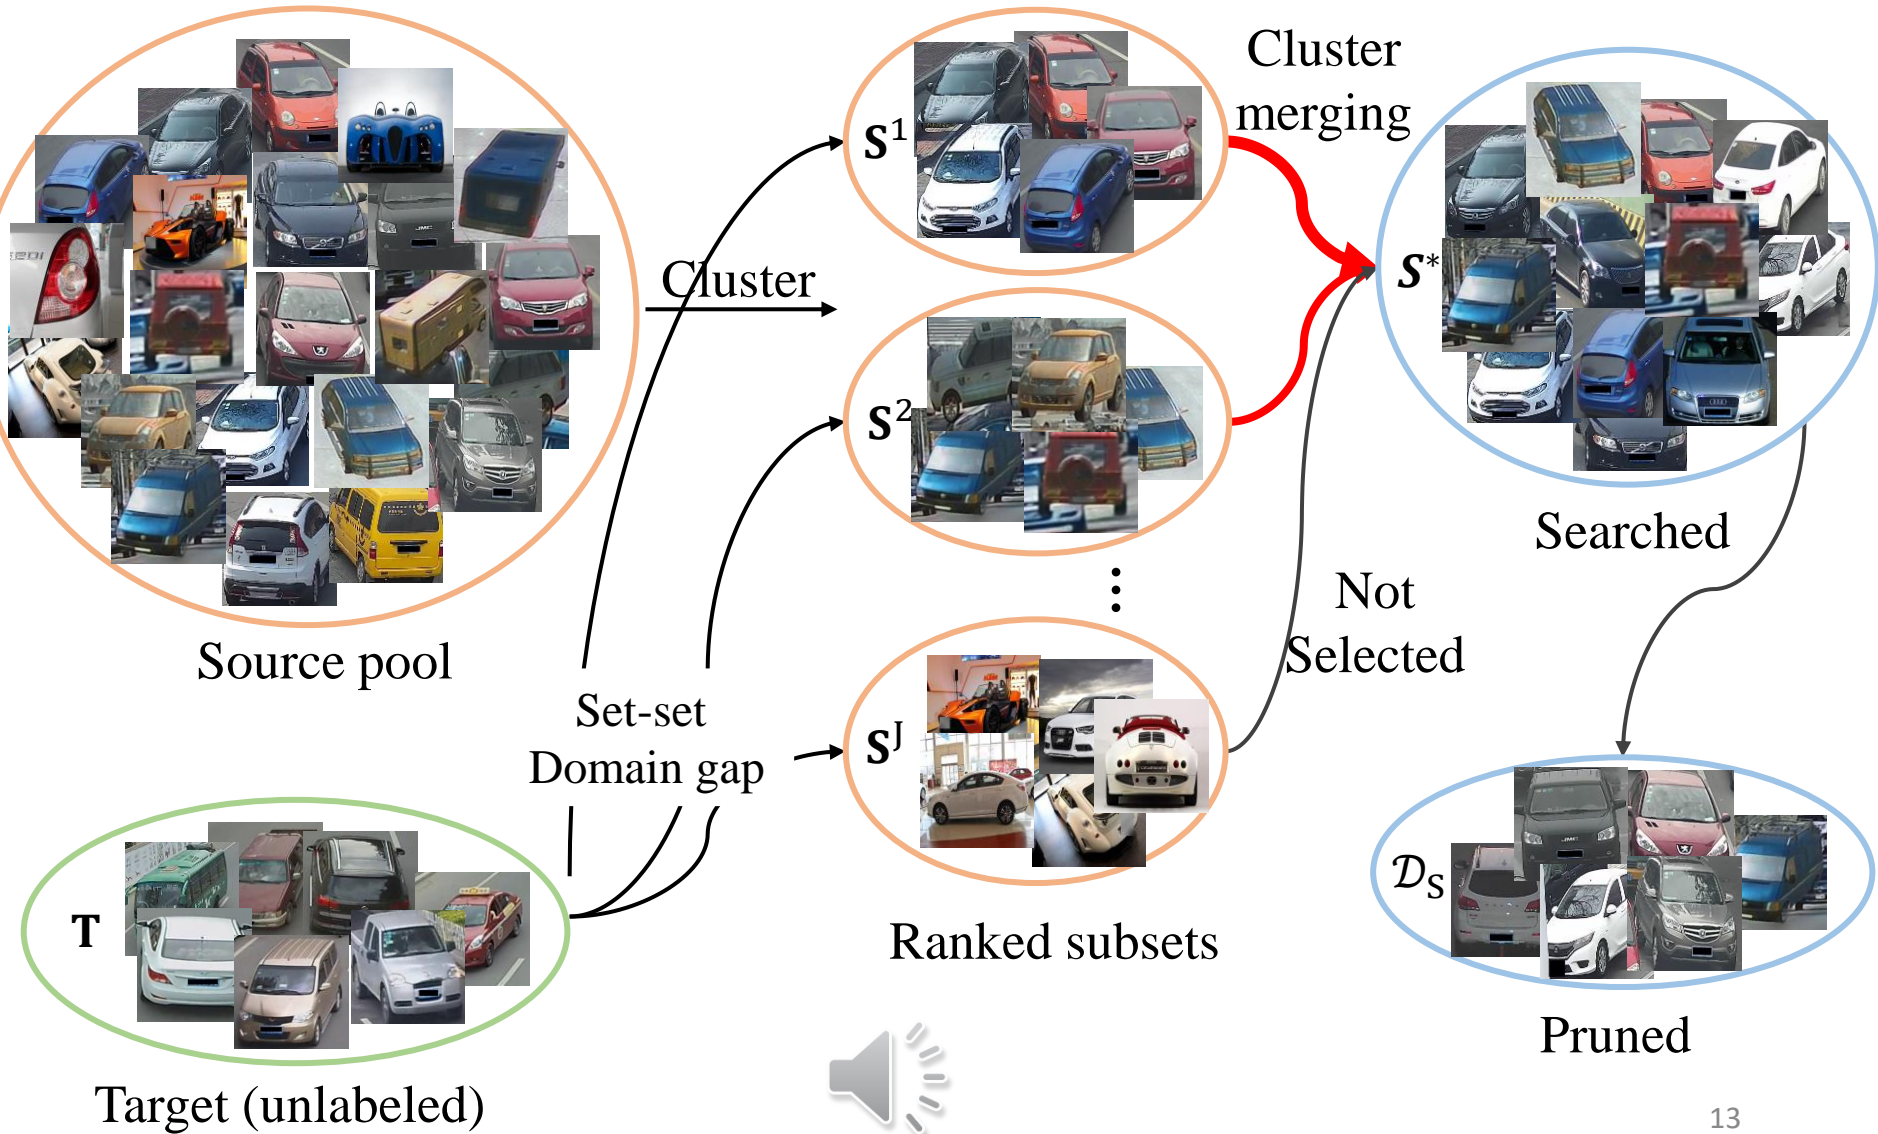 Source pool
Cluster
Set-set
Domain gap
T
Target (unlabeled)
S¹
S²
⋮
Sᴶ
Ranked subsets
Cluster
merging
Not
Selected
S*
Searched
𝒟S
Pruned
13